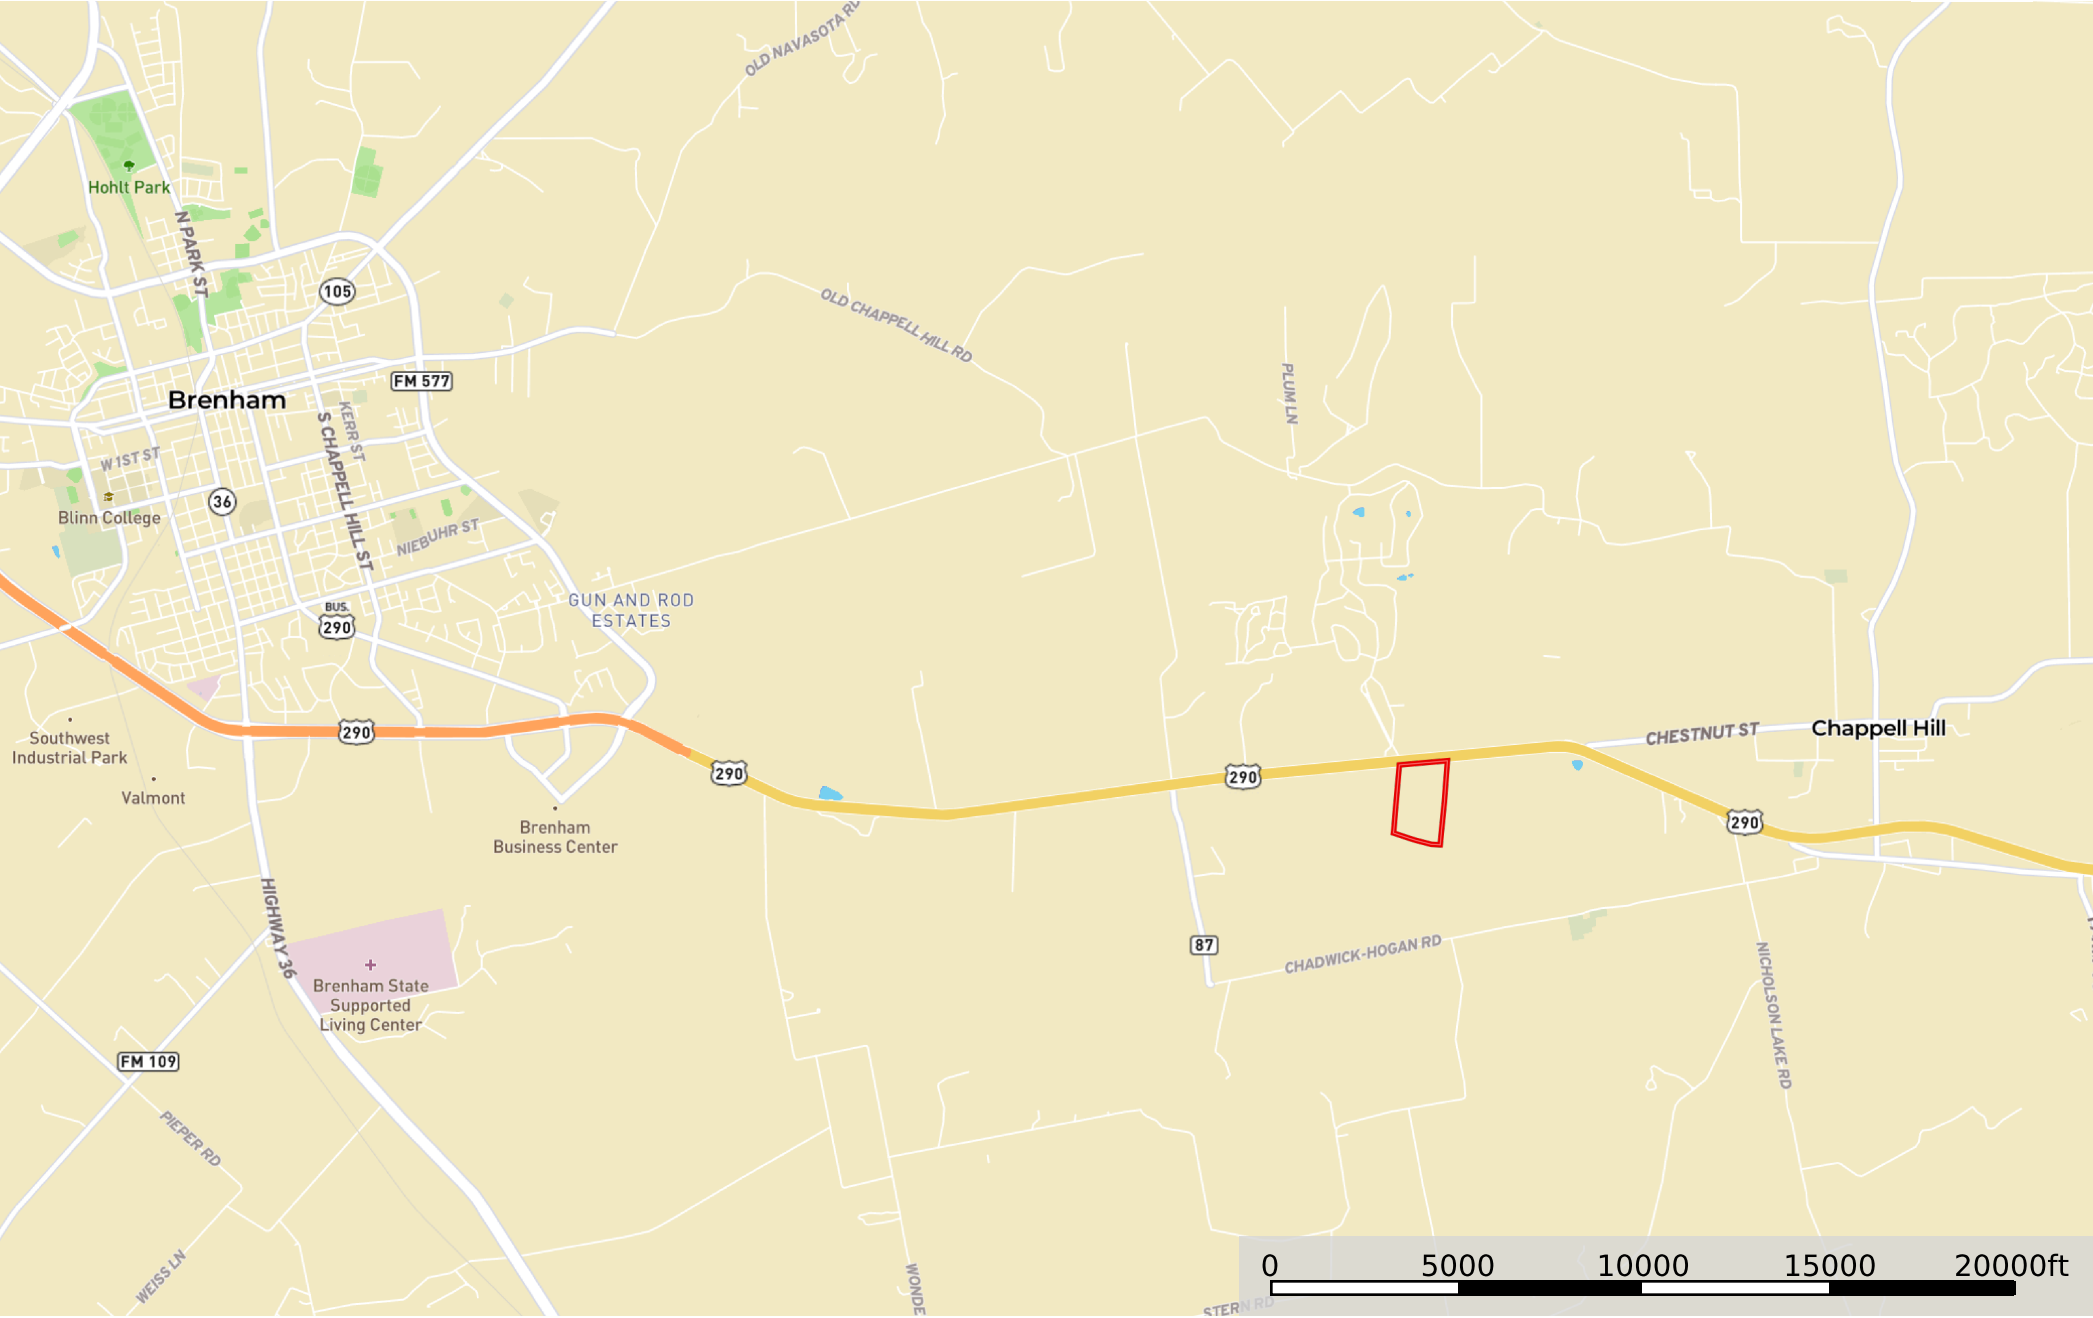 OLD NAVASOTA RD
Hohlt Park
N PARK ST
105
OLD CHAPPELL HILL RD
PLUM LN
FM 577
Brenham
KERR ST
S CHAPPELL HILL ST
W 1ST ST
36
Blinn College
NIEBUHR ST
BUS.
290
GUN AND ROD
ESTATES
290
Southwest
Industrial Park
Valmont
290
290
CHESTNUT ST
Chappell Hill
290
Brenham
Business Center
HIGHWAY 36
87
CHADWICK-HOGAN RD
NICHOLSON LAKE RD
Brenham State
Supported
Living Center
FM 109
PIEPER RD
WEISS LN
WONDE
STERN RD
0 5000 10000 15000 20000ft